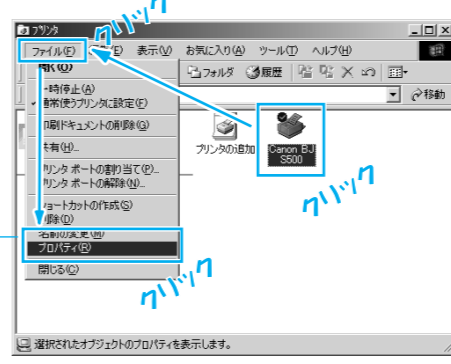 プリンタ
クリック
ファイル(F) (E) 表示(V) お気に入り(A) ツール(T) ヘルプ(H)
フォルダ 履歴
移動
開く(O)
一時停止(A)
通常使うプリンタに設定(F)
印刷ドキュメントの削除(G)
共有(H)...
プリンタ ポートの割り当て(P)...
プリンタ ポートの解除(N)...
ショートカットの作成(S)
削除(D)
名前の変更(M)
プロパティ(R)
閉じる(C)
プリンタの追加
Canon BJ
S500
クリック
クリック
選択されたオブジェクトのプロパティを表示します。